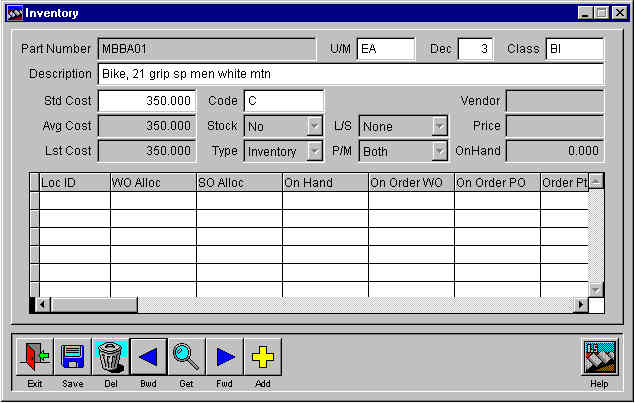 Inventory
Part Number MBBA01 U/M EA Dec 3 Class BI
Description Bike, 21 grip sp men white mtn
Std Cost 350.000 Code C Vendor
Avg Cost 350.000 Stock No L/S None Price
Lst Cost 350.000 Type Inventory P/M Both OnHand 0.000
Loc ID WO Alloc SO Alloc On Hand On Order WO On Order PO Order Pt
Exit Save Del Bwd Get Fwd Add Help